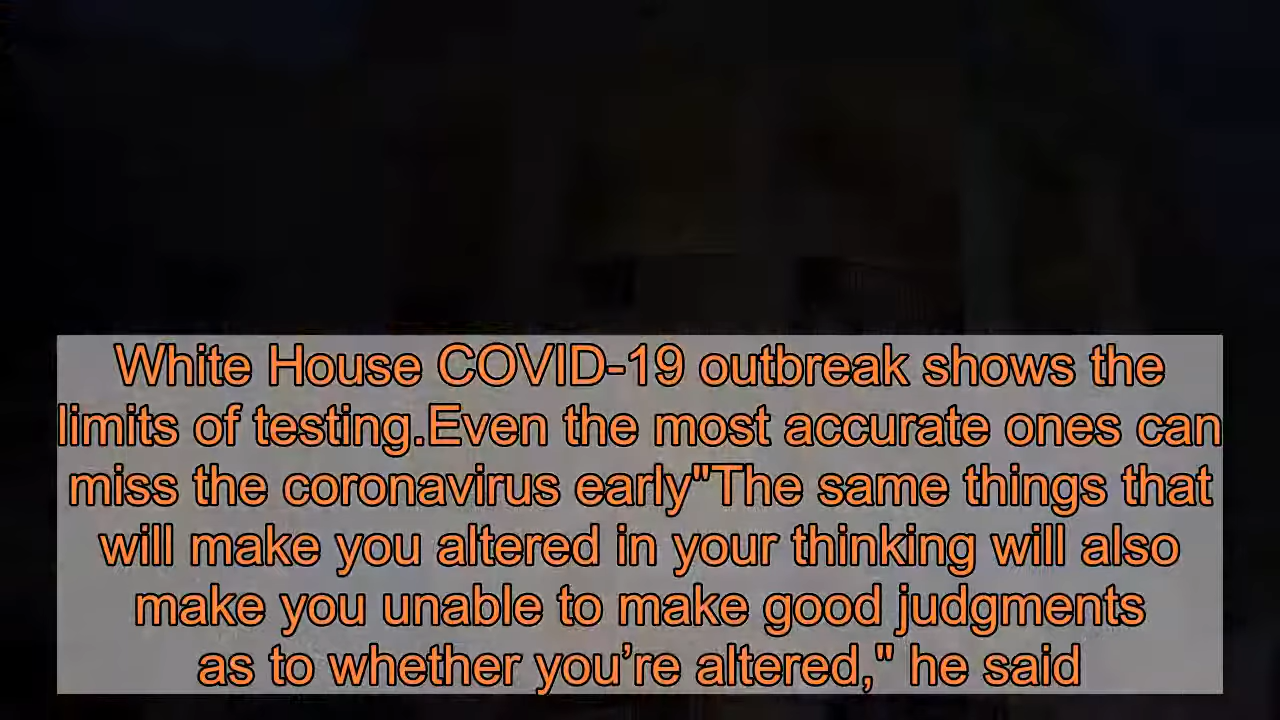 White House COVID-19 outbreak shows the
limits of testing.Even the most accurate ones can
miss the coronavirus early"The same things that
will make you altered in your thinking will also
make you unable to make good judgments
as to whether you’re altered," he said